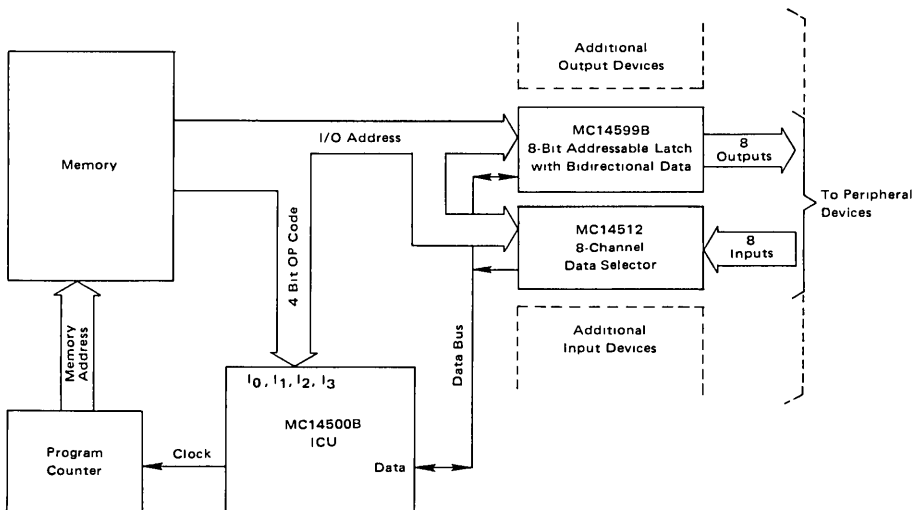 Additional
Output Devices
Memory
I/O Address
MC14599B
8-Bit Addressable Latch
with Bidirectional Data
8
Outputs
To Peripheral
Devices
MC14512
8-Channel
Data Selector
8
Inputs
4 Bit OP Code
Memory
Address
Data Bus
Additional
Input Devices
I0, I1, I2, I3
MC14500B
ICU
Program
Counter
Clock
Data